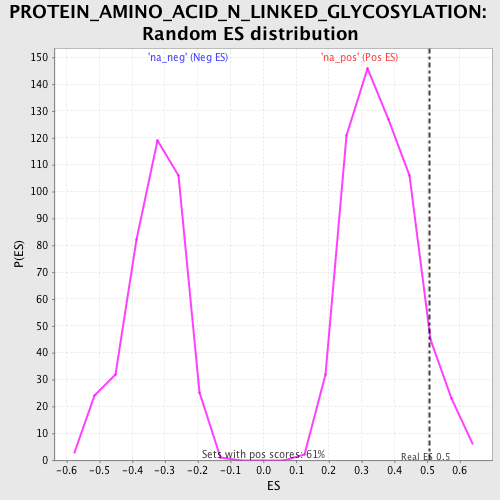 PROTEIN_AMINO_ACID_N_LINKED_GLYCOSYLATION:
Random ES distribution
'na_neg' (Neg ES) 'na_pos' (Pos ES)
150
140
130
120
110
100
90
80
70
60
50
40
30
20
10
0
P(ES)
Sets with pos scores: 61%
Real ES 0.5
-0.6 -0.5 -0.4 -0.3 -0.2 -0.1 0.0 0.1 0.2 0.3 0.4 0.5 0.6
ES